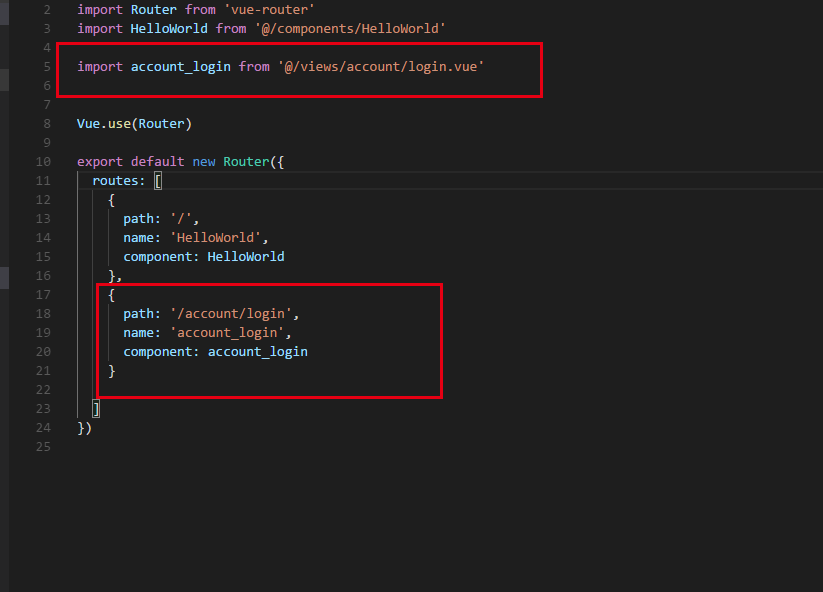 2 import Router from 'vue-router'
3 import HelloWorld from '@/components/HelloWorld'
4
5 import account_login from '@/views/account/login.vue'
6
7
8 Vue.use(Router)
9
10 export default new Router({
11 routes: [
12 {
13 path: '/',
14 name: 'HelloWorld',
15 component: HelloWorld
16 },
17 {
18 path: '/account/login',
19 name: 'account_login',
20 component: account_login
21 }
22
23 ]
24 })
25